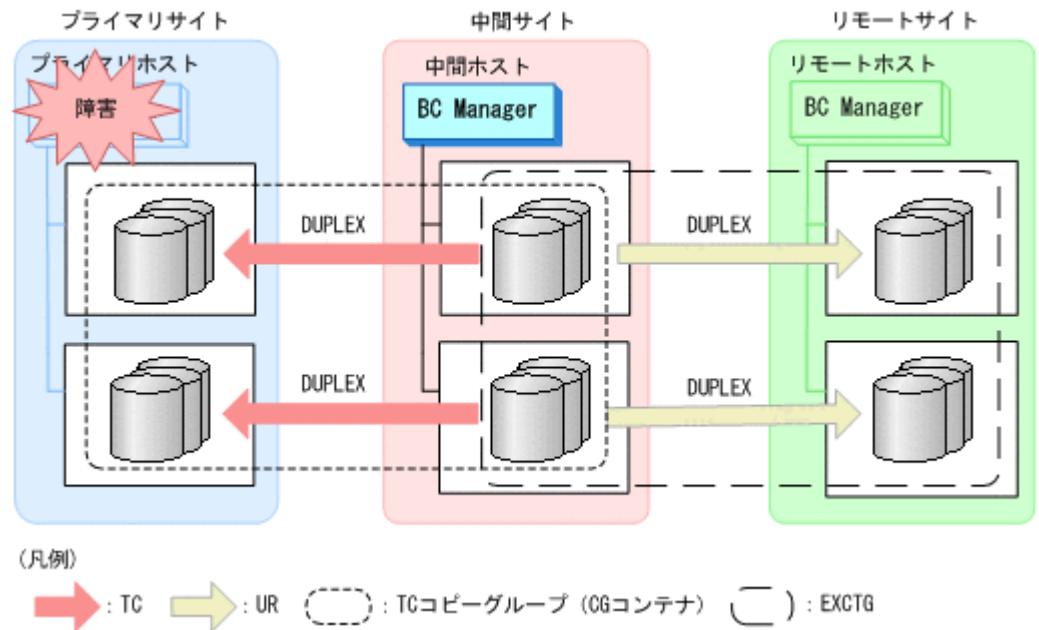 プライマリサイト
中間サイト
リモートサイト
プライマリホスト
中間ホスト
リモートホスト
障害
BC Manager
BC Manager
DUPLEX
DUPLEX
DUPLEX
DUPLEX
(凡例)
: TC
: UR
: TCコピーグループ (CGコンテナ)
: EXCTG